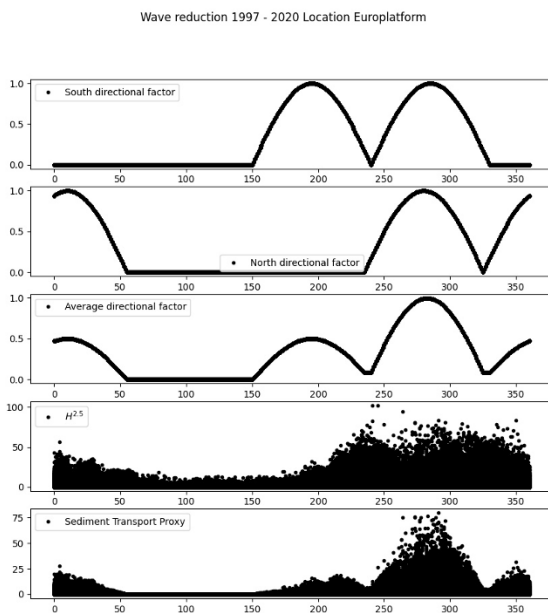 Wave reduction 1997 - 2020 Location Europlatform
1.0
South directional factor
0.5
0.0
0 50 100 150 200 250 300 350
1.0
0.5
North directional factor
0.0
0 50 100 150 200 250 300 350
1.0
Average directional factor
0.5
0.0
0 50 100 150 200 250 300 350
100
H^2.5
50
0
0 50 100 150 200 250 300 350
75
Sediment Transport Proxy
50
25
0
0 50 100 150 200 250 300 350